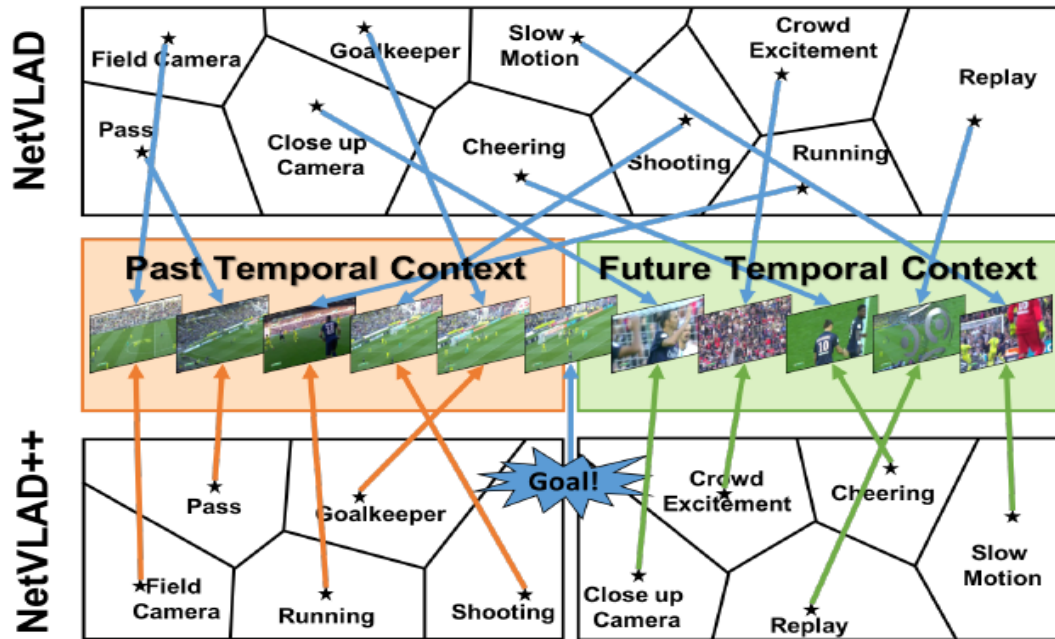 NetVLAD
Field Camera
Goalkeeper
Slow
Motion
Crowd
Excitement
Replay
Pass
Close up
Camera
Cheering
Shooting
Running
Past Temporal Context
Future Temporal Context
10
10
NetVLAD++
Pass
Goalkeeper
Goal!
Crowd
Excitement
Cheering
Field
Camera
Running
Shooting
Close up
Camera
Replay
Slow
Motion